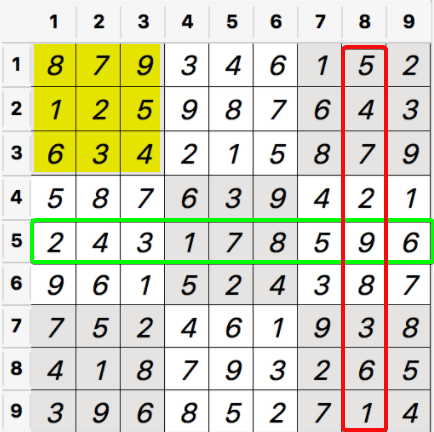 1 2 3 4 5 6 7 8 9
1 8 7 9 3 4 6 1 5 2
2 1 2 5 9 8 7 6 4 3
3 6 3 4 2 1 5 8 7 9
4 5 8 7 6 3 9 4 2 1
5 2 4 3 1 7 8 5 9 6
6 9 6 1 5 2 4 3 8 7
7 7 5 2 4 6 1 9 3 8
8 4 1 8 7 9 3 2 6 5
9 3 9 6 8 5 2 7 1 4